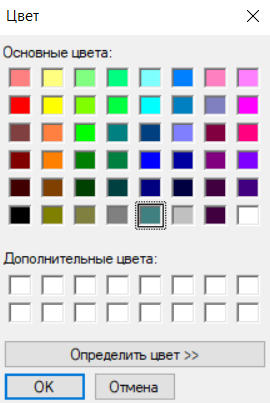 Цвет
Основные цвета:
Дополнительные цвета:
Определить цвет >>
OK
Отмена